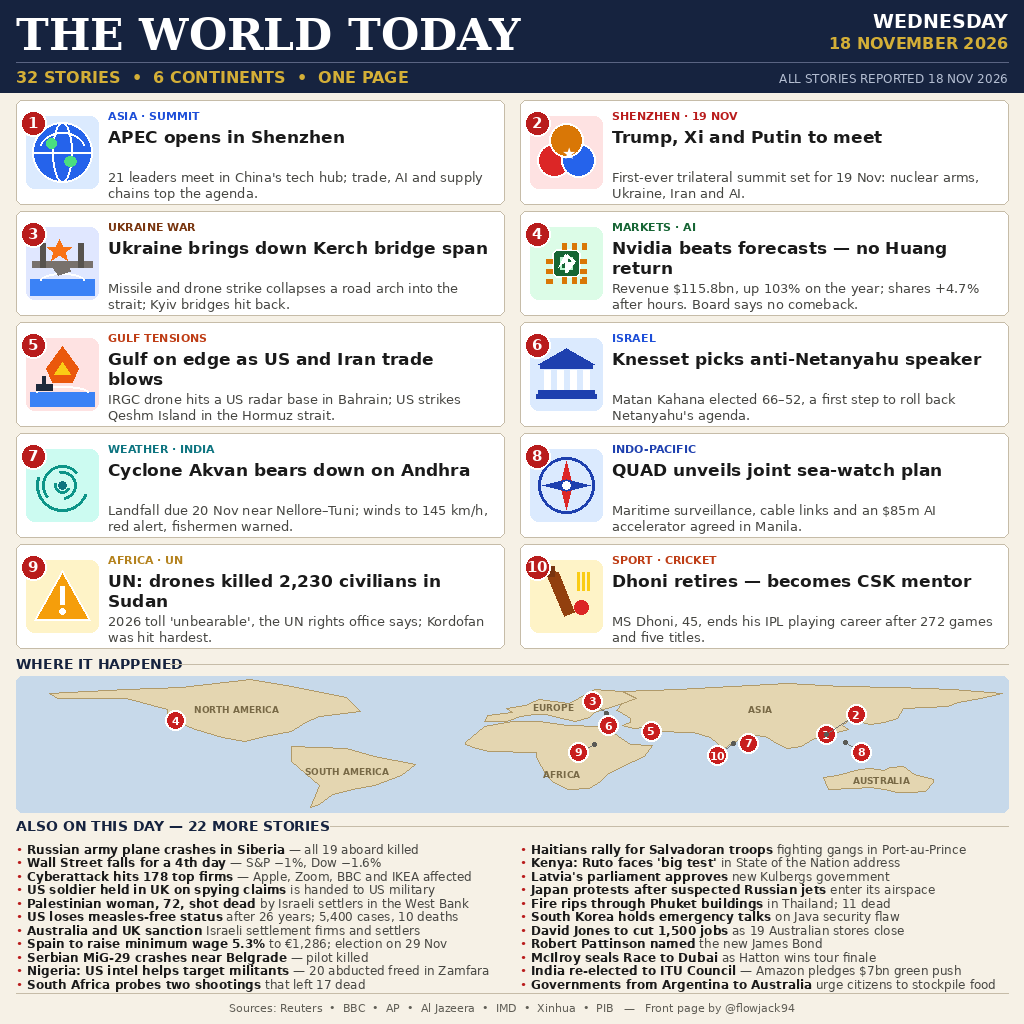 THE WORLD TODAY
WEDNESDAY
18 NOVEMBER 2026
32 STORIES • 6 CONTINENTS • ONE PAGE
ALL STORIES REPORTED 18 NOV 2026
1
ASIA · SUMMIT
APEC opens in Shenzhen
21 leaders meet in China's tech hub; trade, AI and supply
chains top the agenda.
2
SHENZHEN · 19 NOV
Trump, Xi and Putin to meet
First-ever trilateral summit set for 19 Nov: nuclear arms,
Ukraine, Iran and AI.
3
UKRAINE WAR
Ukraine brings down Kerch bridge span
Missile and drone strike collapses a road arch into the
strait; Kyiv bridges hit back.
4
MARKETS · AI
Nvidia beats forecasts — no Huang
return
Revenue $115.8bn, up 103% on the year; shares +4.7%
after hours. Board says no comeback.
5
GULF TENSIONS
Gulf on edge as US and Iran trade
blows
IRGC drone hits a US radar base in Bahrain; US strikes
Qeshm Island in the Hormuz strait.
6
ISRAEL
Knesset picks anti-Netanyahu speaker
Matan Kahana elected 66–52, a first step to roll back
Netanyahu's agenda.
7
WEATHER · INDIA
Cyclone Akvan bears down on Andhra
Landfall due 20 Nov near Nellore–Tuni; winds to 145 km/h,
red alert, fishermen warned.
8
INDO-PACIFIC
QUAD unveils joint sea-watch plan
Maritime surveillance, cable links and an $85m AI
accelerator agreed in Manila.
9
AFRICA · UN
UN: drones killed 2,230 civilians in
Sudan
2026 toll 'unbearable', the UN rights office says; Kordofan
was hit hardest.
10
SPORT · CRICKET
Dhoni retires — becomes CSK mentor
MS Dhoni, 45, ends his IPL playing career after 272 games
and five titles.
WHERE IT HAPPENED
NORTH AMERICA
SOUTH AMERICA
EUROPE
AFRICA
ASIA
AUSTRALIA
4
3
6
9
5
10
7
1
2
8
ALSO ON THIS DAY — 22 MORE STORIES
• Russian army plane crashes in Siberia — all 19 aboard killed
• Wall Street falls for a 4th day — S&P −1%, Dow −1.6%
• Cyberattack hits 178 top firms — Apple, Zoom, BBC and IKEA affected
• US soldier held in UK on spying claims is handed to US military
• Palestinian woman, 72, shot dead by Israeli settlers in the West Bank
• US loses measles-free status after 26 years; 5,400 cases, 10 deaths
• Australia and UK sanction Israeli settlement firms and settlers
• Spain to raise minimum wage 5.3% to €1,286; election on 29 Nov
• Serbian MiG-29 crashes near Belgrade — pilot killed
• Nigeria: US intel helps target militants — 20 abducted freed in Zamfara
• South Africa probes two shootings that left 17 dead
• Haitians rally for Salvadoran troops fighting gangs in Port-au-Prince
• Kenya: Ruto faces 'big test' in State of the Nation address
• Latvia's parliament approves new Kulbergs government
• Japan protests after suspected Russian jets enter its airspace
• Fire rips through Phuket buildings in Thailand; 11 dead
• South Korea holds emergency talks on Java security flaw
• David Jones to cut 1,500 jobs as 19 Australian stores close
• Robert Pattinson named the new James Bond
• McIlroy seals Race to Dubai as Hatton wins tour finale
• India re-elected to ITU Council — Amazon pledges $7bn green push
• Governments from Argentina to Australia urge citizens to stockpile food
Sources: Reuters • BBC • AP • Al Jazeera • IMD • Xinhua • PIB — Front page by @flowjack94